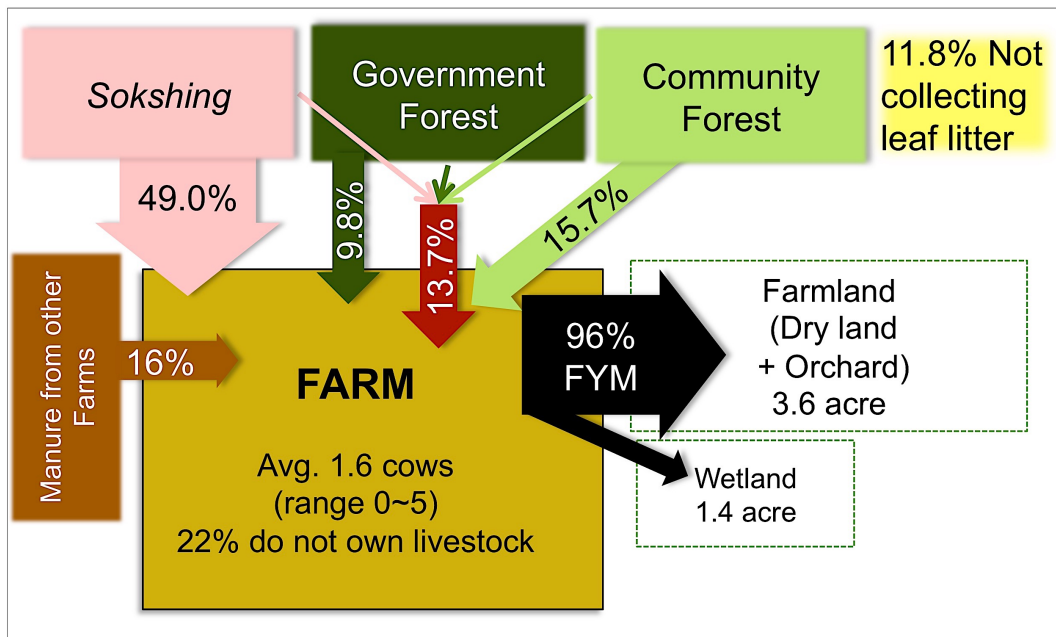 Sokshing
Government
Forest
Community
Forest
11.8% Not
collecting
leaf litter
49.0%
9.8%
13.7%
15.7%
Manure from other
Farms
16%
FARM
Avg. 1.6 cows
(range 0~5)
22% do not own livestock
96%
FYM
Farmland
(Dry land
+ Orchard)
3.6 acre
Wetland
1.4 acre